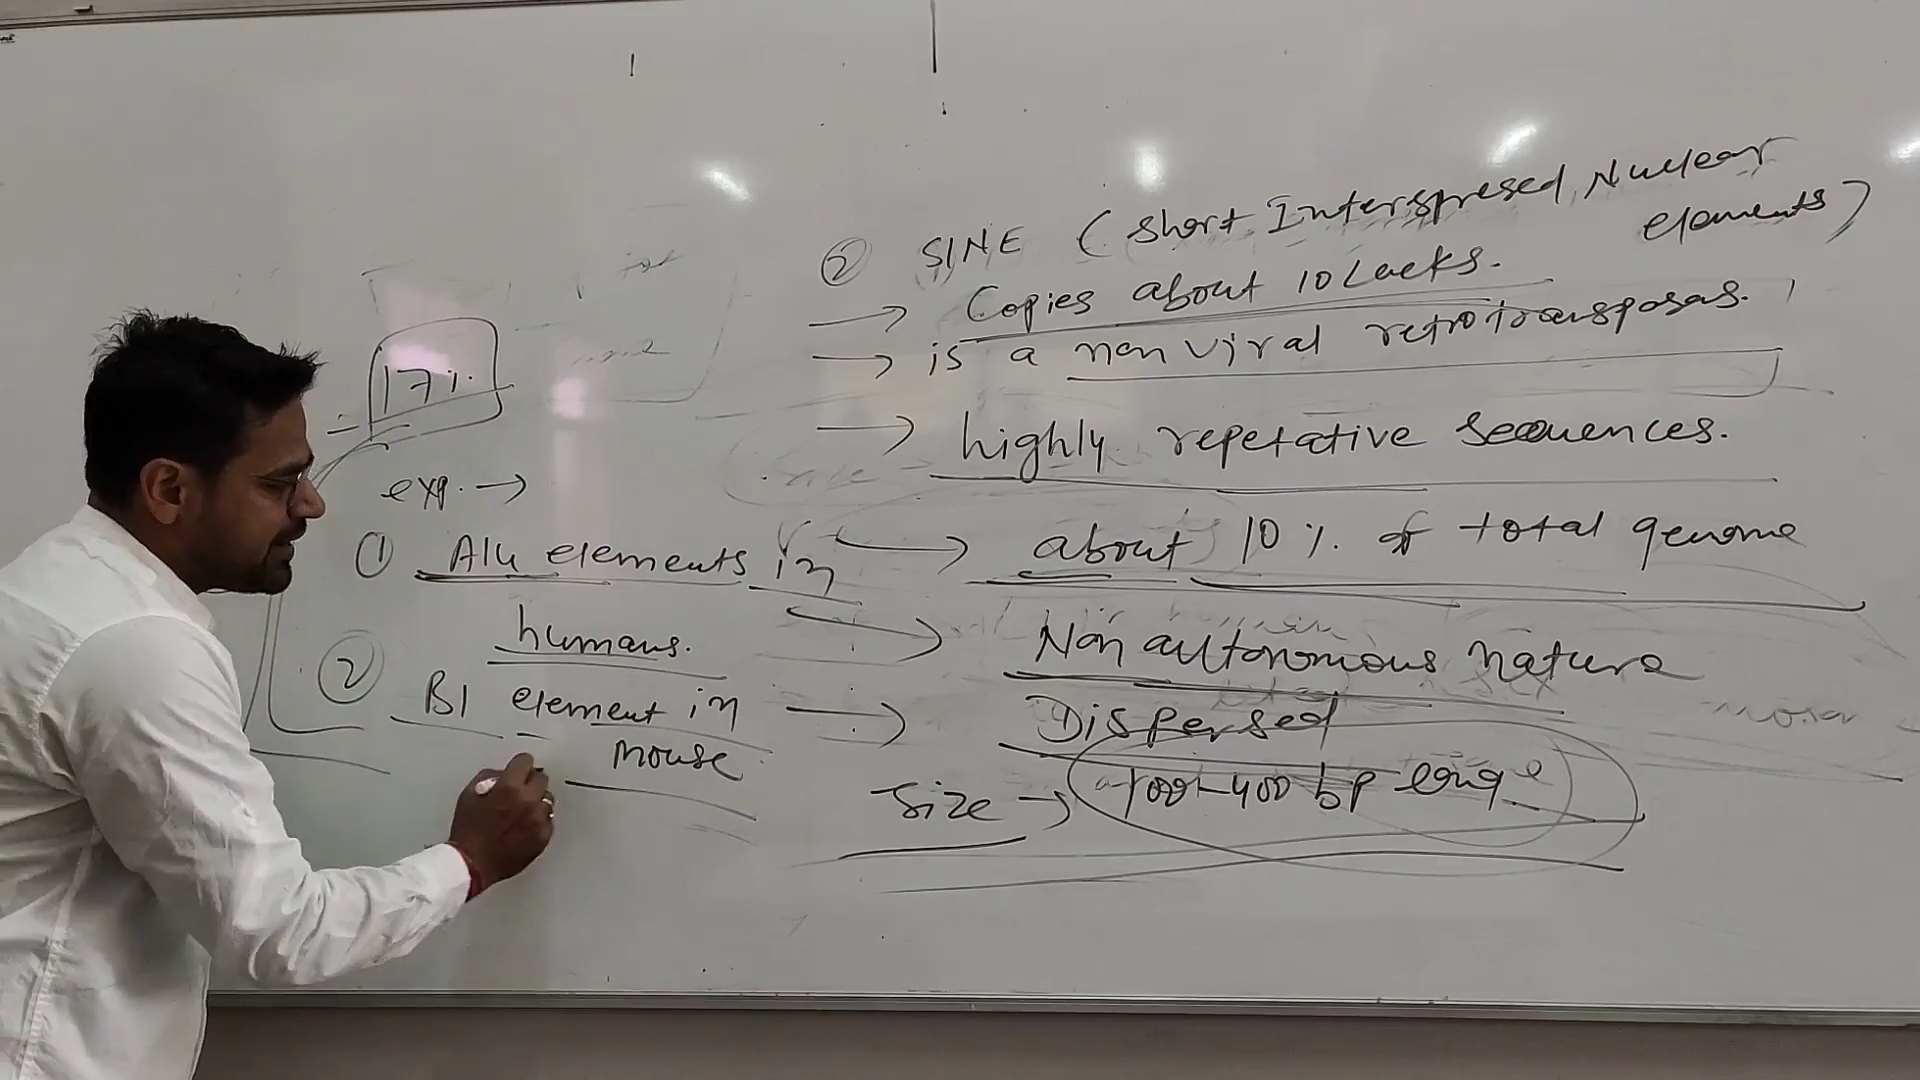 ② SINE (Short Interspresed Nuclear
elements)
→ Copies about 10 Lacks.
→ is a non viral retrotransposas.
→ highly repetative sequences.
→ about 10 %. of total genome
→ Non autonomous nature
→ Dispersed
Size → 100-400 bp long
17%.
exp. →
① Alu elements in
humans.
② B1 element in
mouse